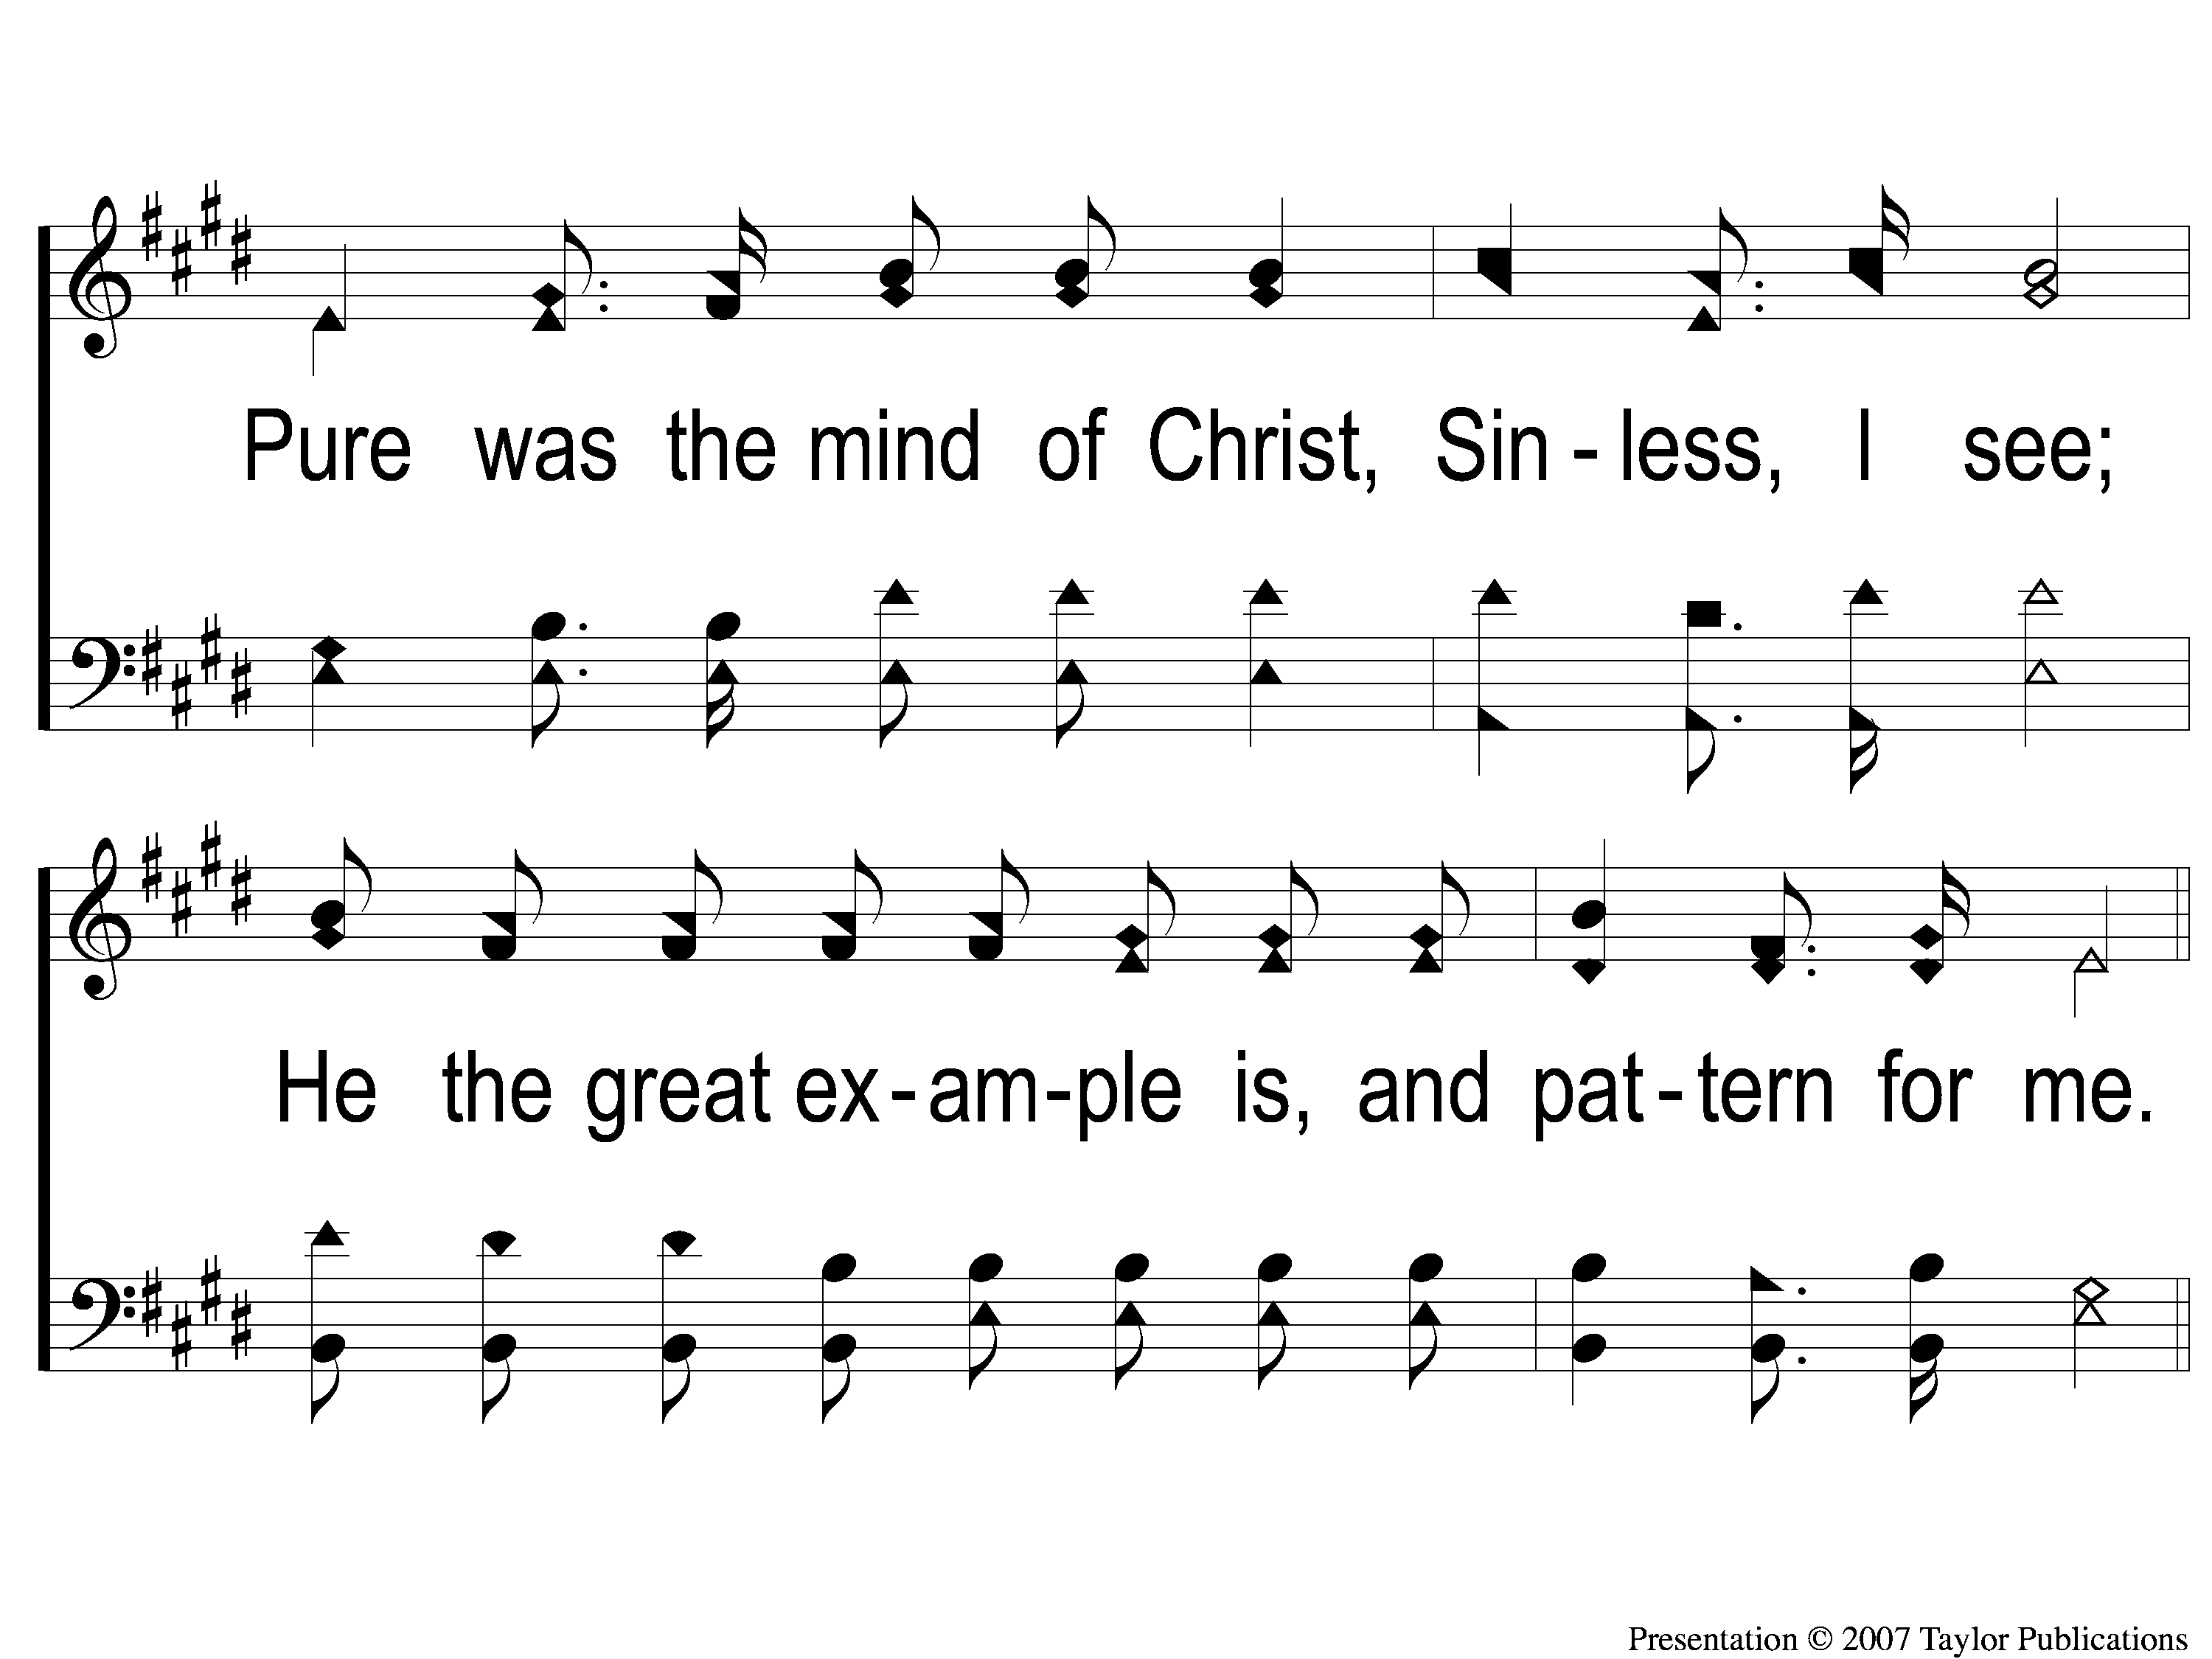 Pure was the mind of Christ, Sin - less, I see;
He the great ex - am - ple is, and pat - tern for me.
Presentation © 2007 Taylor Publications